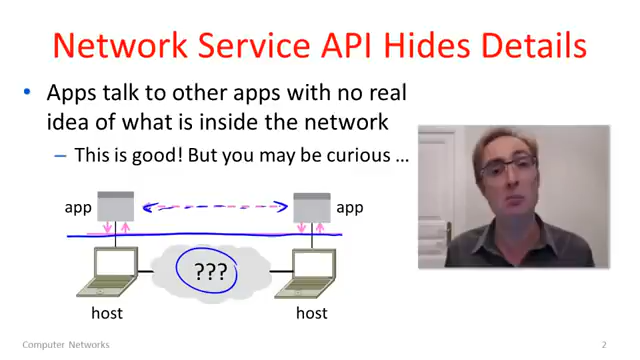 Network Service API Hides Details
• Apps talk to other apps with no real
idea of what is inside the network
– This is good! But you may be curious …
app
app
???
host
host
Computer Networks
2